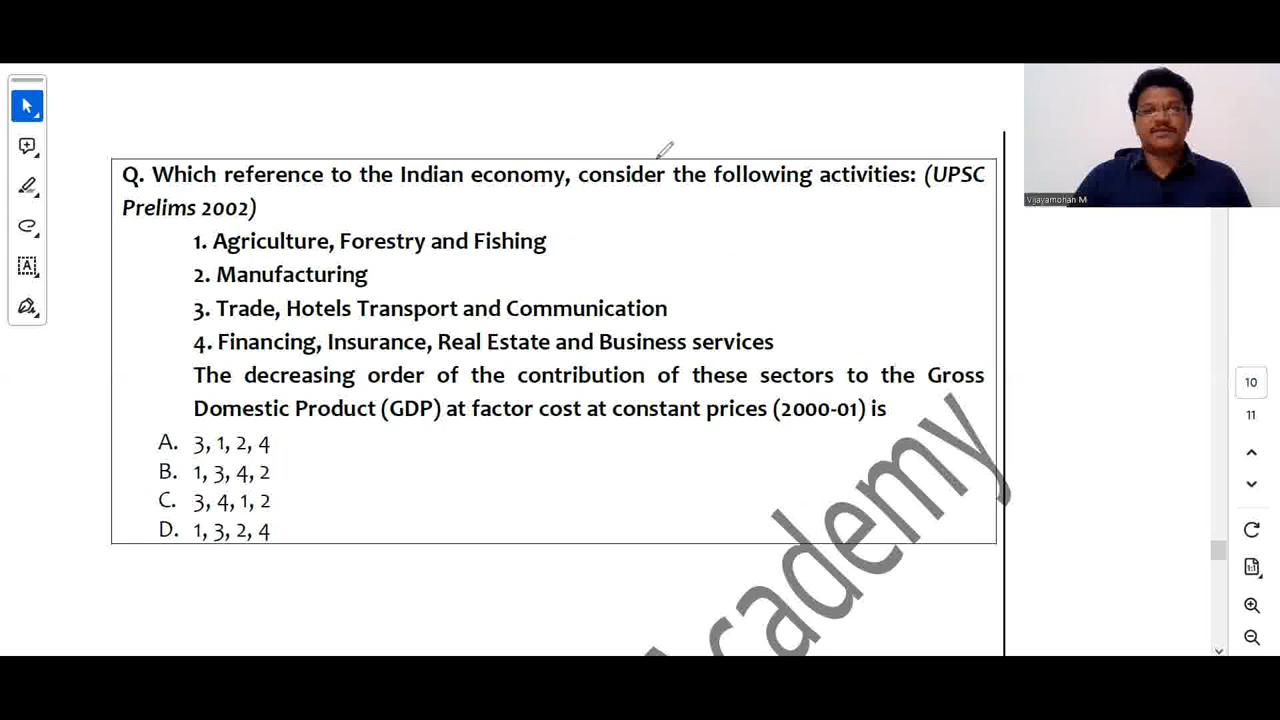 Q. Which reference to the Indian economy, consider the following activities: (UPSC
Prelims 2002)
1. Agriculture, Forestry and Fishing
2. Manufacturing
3. Trade, Hotels Transport and Communication
4. Financing, Insurance, Real Estate and Business services
The decreasing order of the contribution of these sectors to the Gross
Domestic Product (GDP) at factor cost at constant prices (2000-01) is
A. 3, 1, 2, 4
B. 1, 3, 4, 2
C. 3, 4, 1, 2
D. 1, 3, 2, 4
Academy
Vijayamohan M
10
11